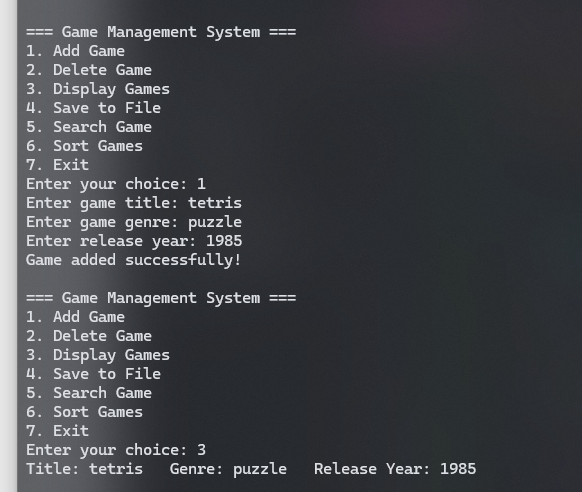 === Game Management System ===
1. Add Game
2. Delete Game
3. Display Games
4. Save to File
5. Search Game
6. Sort Games
7. Exit
Enter your choice: 1
Enter game title: tetris
Enter game genre: puzzle
Enter release year: 1985
Game added successfully!
=== Game Management System ===
1. Add Game
2. Delete Game
3. Display Games
4. Save to File
5. Search Game
6. Sort Games
7. Exit
Enter your choice: 3
Title: tetris   Genre: puzzle   Release Year: 1985